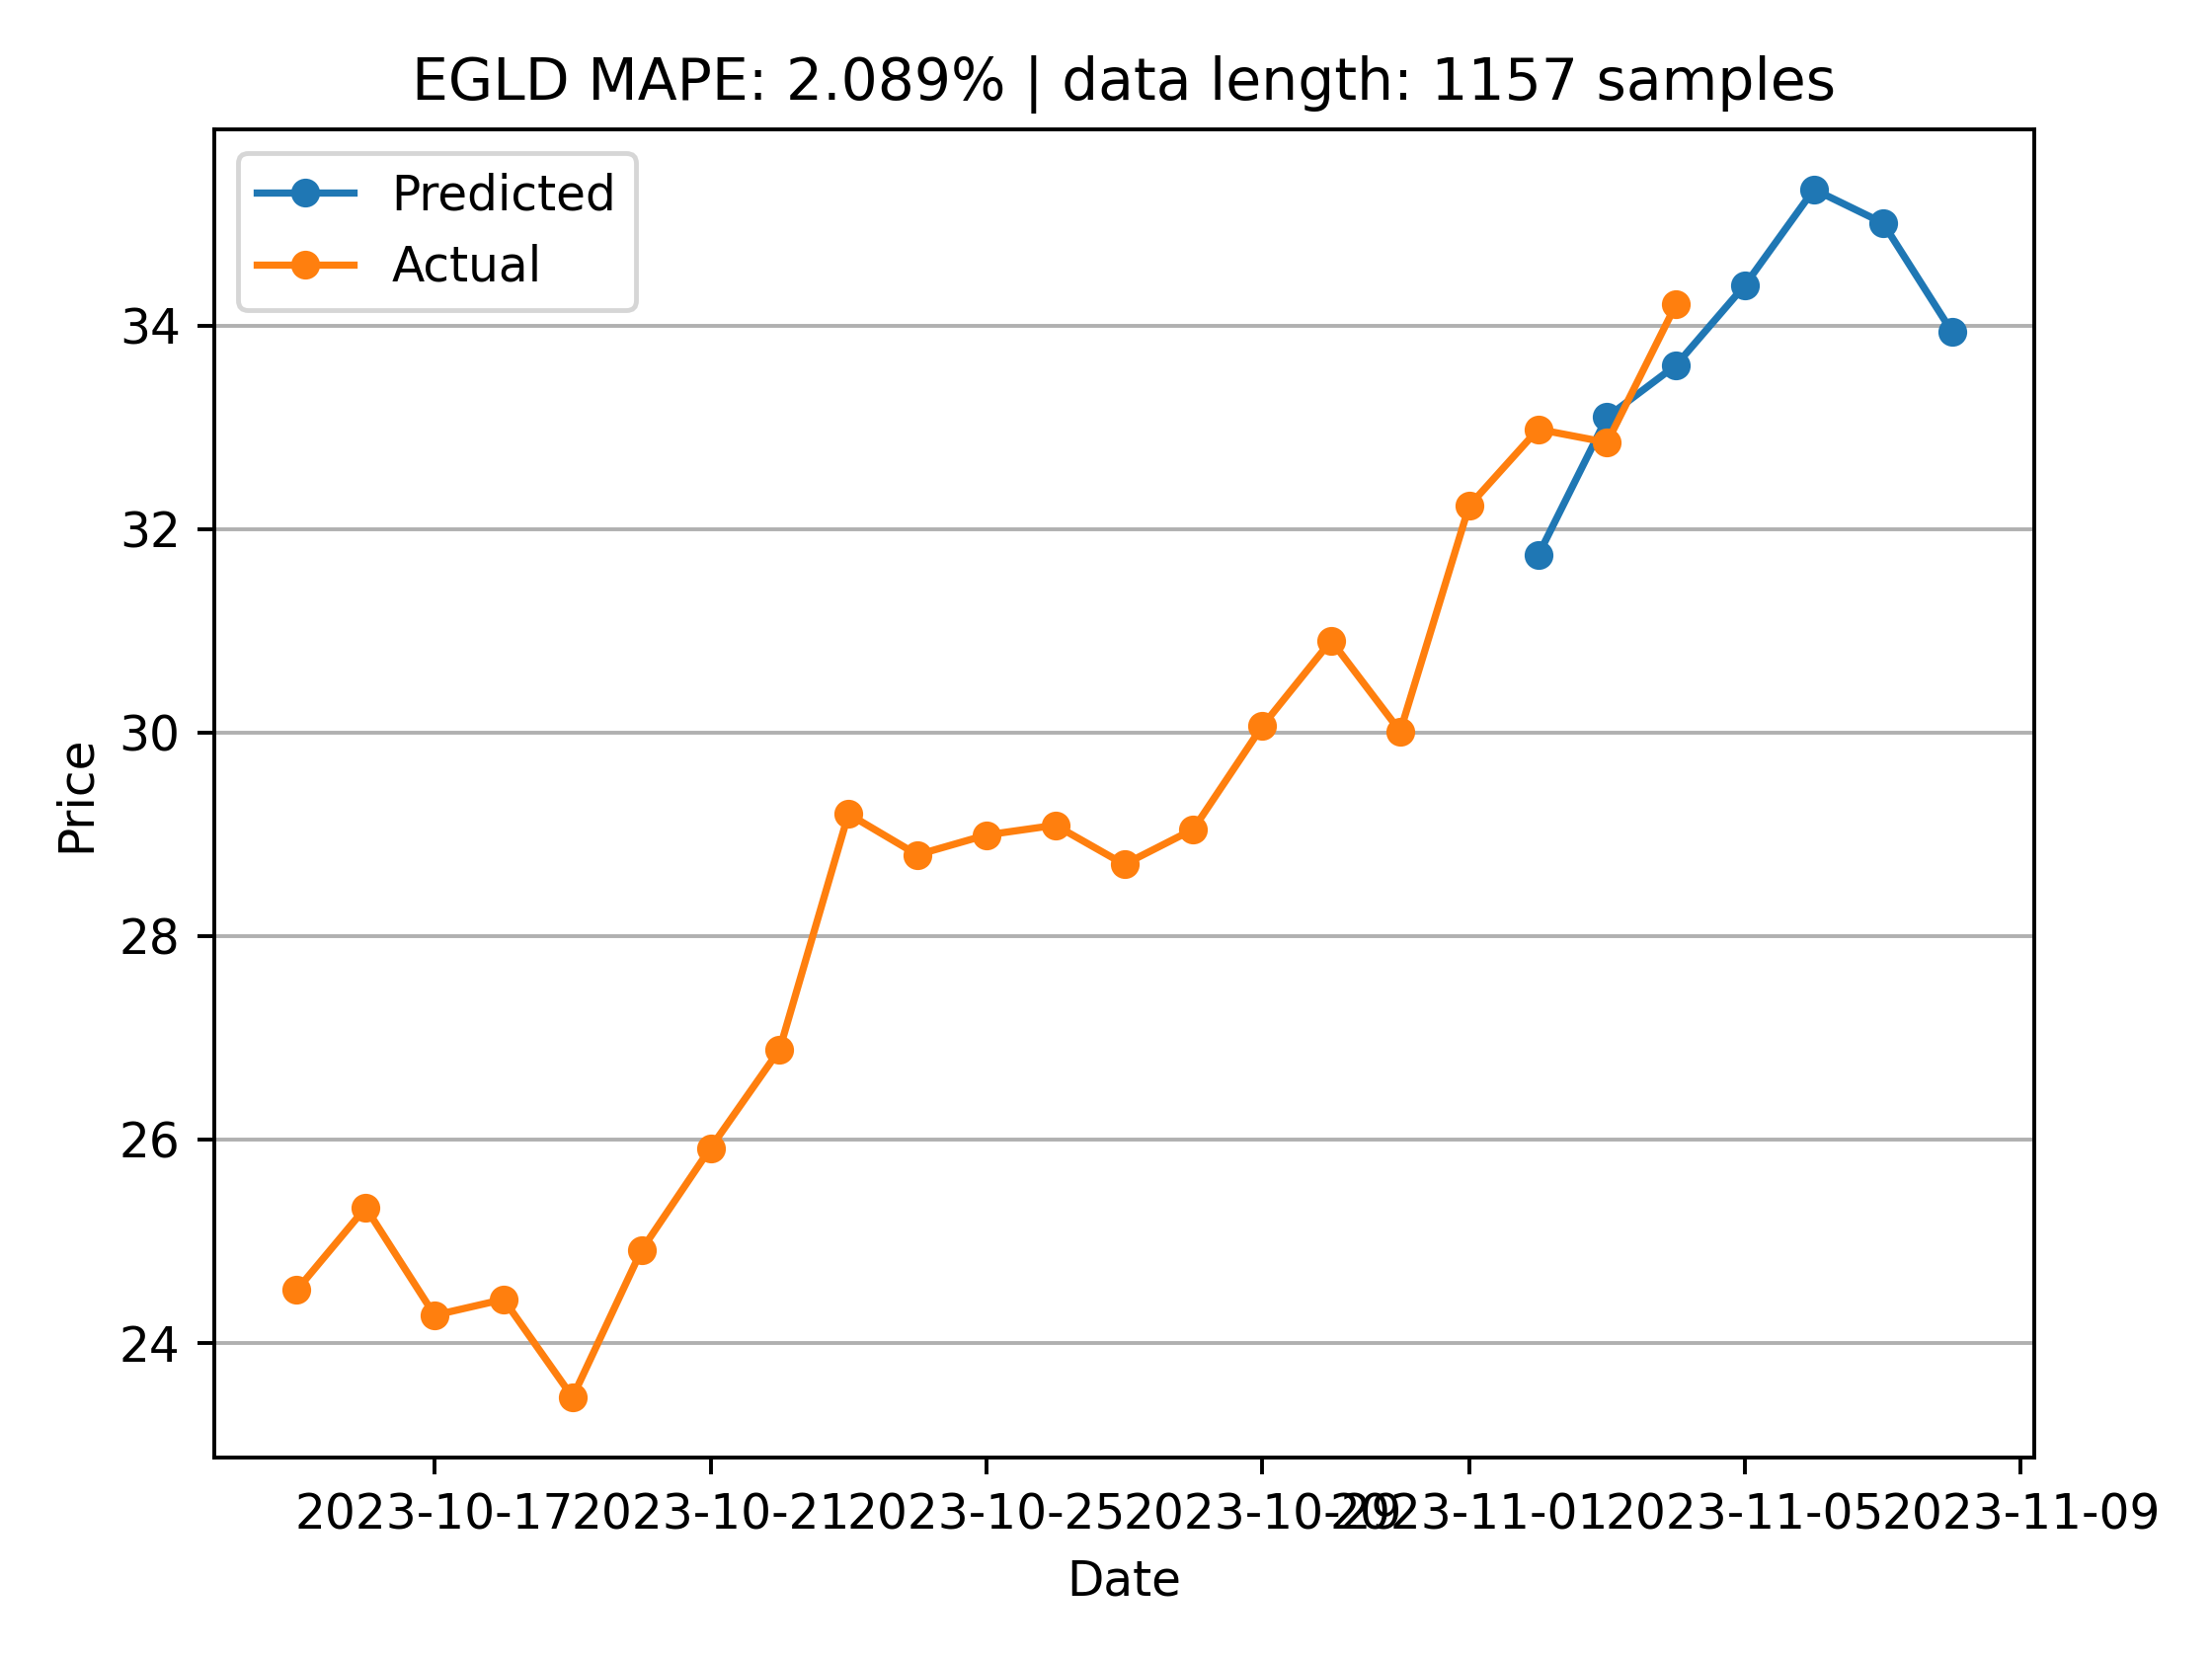 EGLD MAPE: 2.089% | data length: 1157 samples
Predicted
Actual
34
32
30
28
26
24
Price
2023-10-17
2023-10-21
2023-10-25
2023-10-29
2023-11-01
2023-11-05
2023-11-09
Date